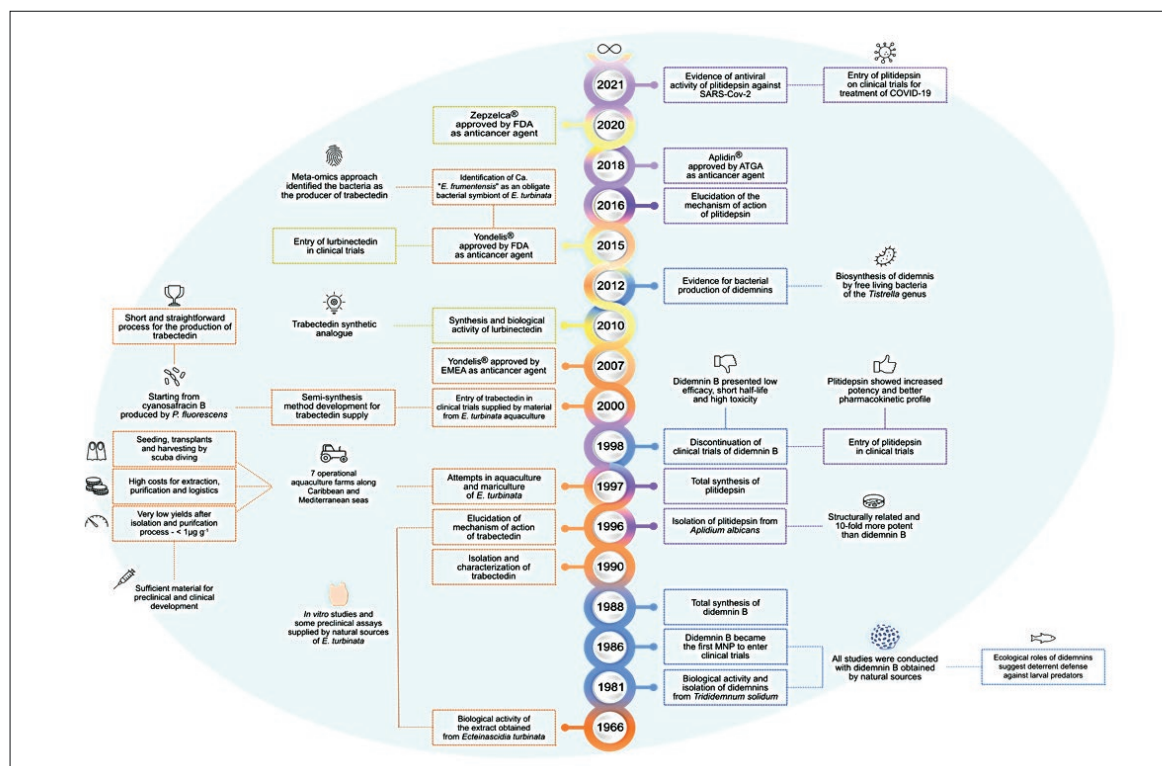 ∞
2021
Evidence of antiviral
activity of plitidepsin against
SARS-Cov-2
Entry of plitidepsin
on clinical trials for
treatment of COVID-19
Zepzelca®
approved by FDA
as anticancer agent
2020
2018
Aplidin®
approved by ATGA
as anticancer agent
Meta-omics approach
identified the bacteria as
the producer of trabectedin
Identification of Ca.
"E. frumentensis" as an obligate
bacterial symbiont of E. turbinata
2016
Elucidation of the
mechanism of action
of plitidepsin
Entry of lurbinectedin
in clinical trials
Yondelis®
approved by FDA
as anticancer agent
2015
2012
Evidence for bacterial
production of didemnins
Biosynthesis of didemnis
by free living bacteria
of the Tistrella genus
Short and straightforward
process for the production of
trabectedin
Trabectedin synthetic
analogue
Synthesis and biological
activity of lurbinectedin
2010
Yondelis® approved by
EMEA as anticancer agent
2007
Starting from
cyanosafracin B
produced by P. fluorescens
Semi-synthesis
method development for
trabectedin supply
Entry of trabectedin in
clinical trials supplied by material
from E. turbinata aquaculture
2000
Didemnin B presented low
efficacy, short half-life
and high toxicity
Plitidepsin showed increased
potency and better
pharmacokinetic profile
1998
Discontinuation of
clinical trials of didemnin B
Entry of plitidepsin
in clinical trials
Seeding, transplants
and harvesting by
scuba diving
High costs for extraction,
purification and logistics
Very low yields after
isolation and purifcation
process - < 1µg g⁻¹
Sufficient material for
preclinical and clinical
development
7 operational
aquaculture farms along
Caribbean and
Mediterranean seas
Attempts in aquaculture
and mariculture
of E. turbinata
1997
Total synthesis of
plitidepsin
Elucidation of
mechanism of action
of trabectedin
1996
Isolation of plitidepsin from
Aplidium albicans
Structurally related and
10-fold more potent
than didemnin B
Isolation and
characterization of
trabectedin
1990
In vitro studies and
some preclinical assays
supplied by natural sources
of E. turbinata
1988
Total synthesis of
didemnin B
1986
Didemnin B became
the first MNP to enter
clinical trials
1981
Biological activity and
isolation of didemnins
from Trididemnum solidum
All studies were conducted
with didemnin B obtained
by natural sources
Ecological roles of didemnins
suggest deterrent defense
against larval predators
Biological activity of
the extract obtained
from Ecteinascidia turbinata
1966